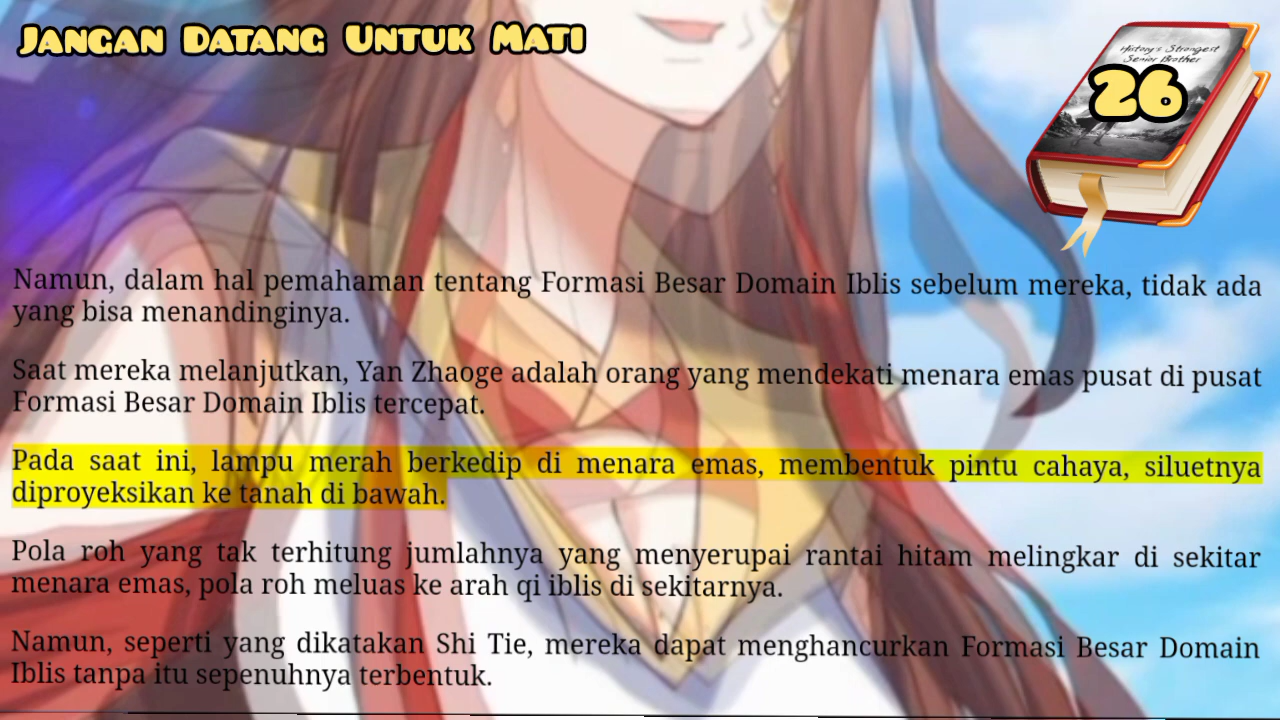 Jangan Datang Untuk Mati
History's Strongest
Senior Brother
26
Namun, dalam hal pemahaman tentang Formasi Besar Domain Iblis sebelum mereka, tidak ada
yang bisa menandinginya.
Saat mereka melanjutkan, Yan Zhaoge adalah orang yang mendekati menara emas pusat di pusat
Formasi Besar Domain Iblis tercepat.
Pada saat ini, lampu merah berkedip di menara emas, membentuk pintu cahaya, siluetnya
diproyeksikan ke tanah di bawah.
Pola roh yang tak terhitung jumlahnya yang menyerupai rantai hitam melingkar di sekitar
menara emas, pola roh meluas ke arah qi iblis di sekitarnya.
Namun, seperti yang dikatakan Shi Tie, mereka dapat menghancurkan Formasi Besar Domain
Iblis tanpa itu sepenuhnya terbentuk.